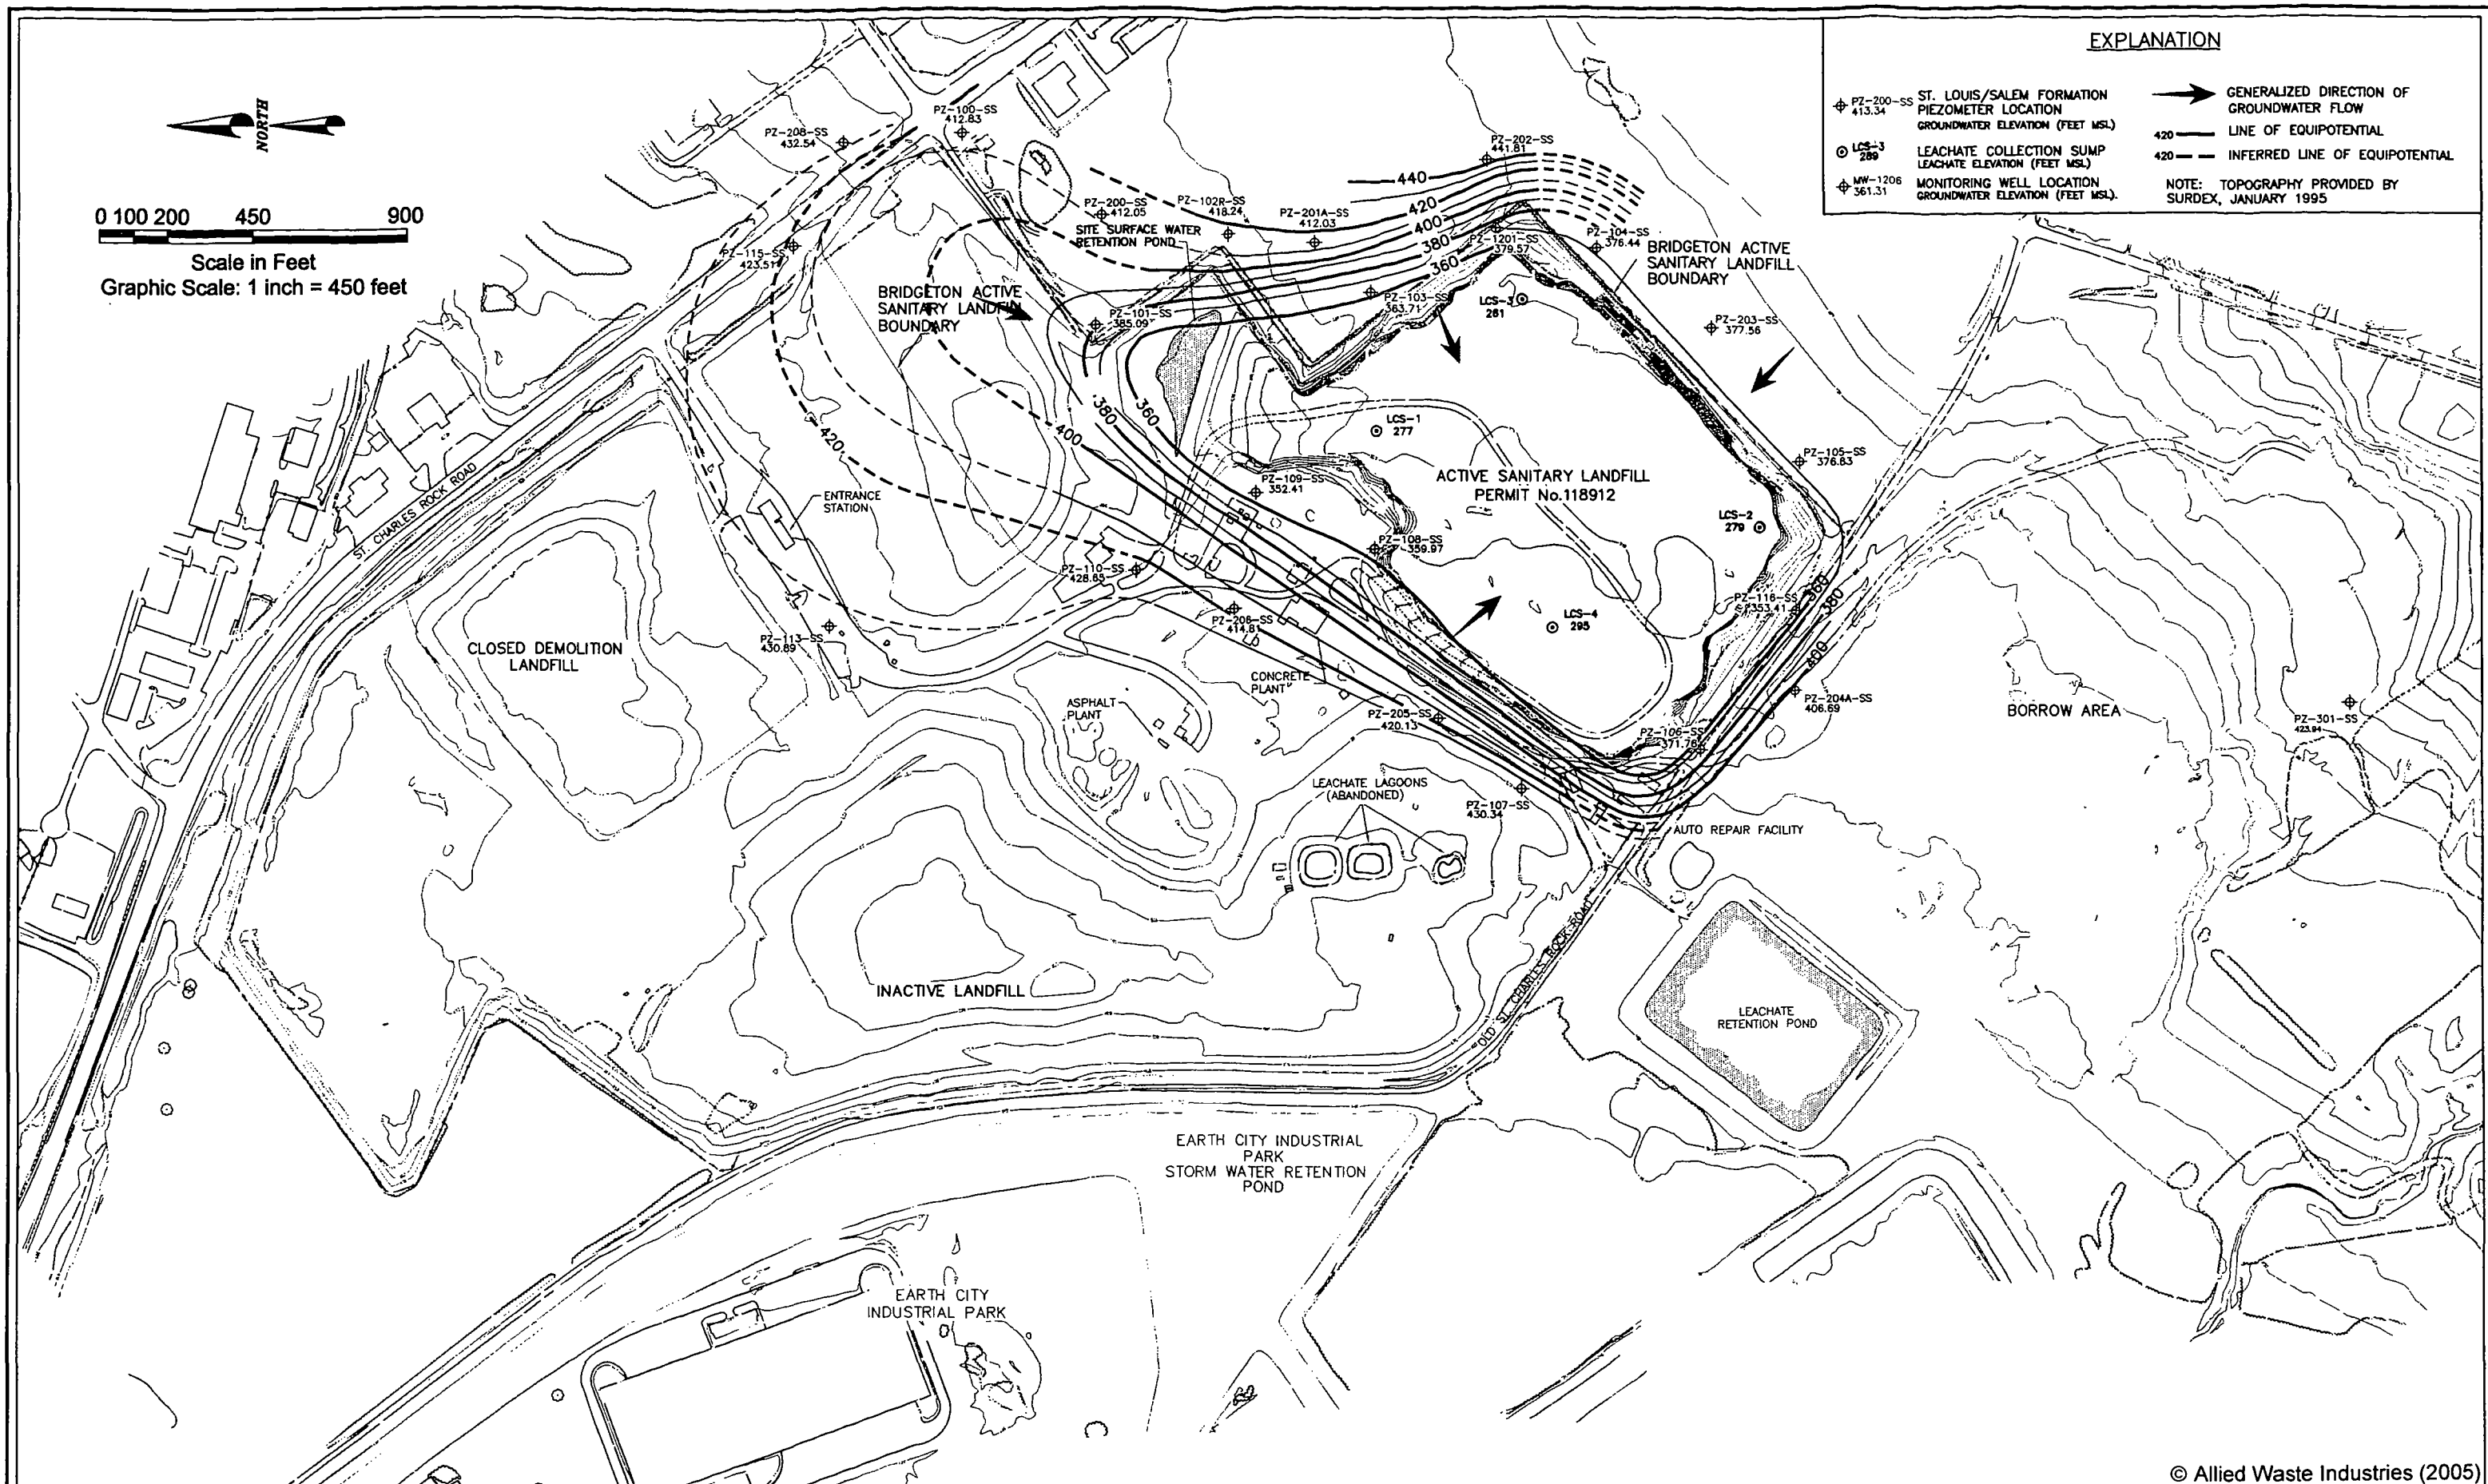 EXPLANATION
PZ-200-SS
413.34
ST. LOUIS/SALEM FORMATION
PIEZOMETER LOCATION
GROUNDWATER ELEVATION (FEET MSL)
LCS-3
289
LEACHATE COLLECTION SUMP
LEACHATE ELEVATION (FEET MSL)
MW-1206
361.31
MONITORING WELL LOCATION
GROUNDWATER ELEVATION (FEET MSL).
GENERALIZED DIRECTION OF
GROUNDWATER FLOW
420
LINE OF EQUIPOTENTIAL
420
INFERRED LINE OF EQUIPOTENTIAL
NOTE: TOPOGRAPHY PROVIDED BY
SURDEX, JANUARY 1995
NORTH
0 100 200 450 900
Scale in Feet
Graphic Scale: 1 inch = 450 feet
PZ-100-SS
412.83
PZ-208-SS
432.54
PZ-202-SS
441.81
440
PZ-200-SS
412.05
PZ-102R-SS
418.24
PZ-201A-SS
412.03
420
400
380
360
SITE SURFACE WATER
RETENTION POND
PZ-1201-SS
379.57
PZ-104-SS
376.44
BRIDGETON ACTIVE
SANITARY LANDFILL
BOUNDARY
PZ-115-SS
423.51
BRIDGETON ACTIVE
SANITARY LANDFILL
BOUNDARY
PZ-101-SS
385.09
PZ-103-SS
363.71
LCS-3
281
PZ-203-SS
377.56
380
360
400
420
LCS-1
277
PZ-105-SS
376.83
ACTIVE SANITARY LANDFILL
PERMIT No.118912
PZ-109-SS
352.41
LCS-2
279
ST. CHARLES ROCK ROAD
ENTRANCE
STATION
PZ-108-SS
359.97
PZ-110-SS
428.85
PZ-116-SS
353.41
360
380
400
LCS-4
295
PZ-206-SS
414.81
PZ-113-SS
430.89
CLOSED DEMOLITION
LANDFILL
CONCRETE
PLANT
ASPHALT
PLANT
PZ-205-SS
420.13
PZ-204A-SS
406.69
BORROW AREA
PZ-301-SS
423.94
PZ-106-SS
371.76
LEACHATE LAGOONS
(ABANDONED)
PZ-107-SS
430.34
AUTO REPAIR FACILITY
INACTIVE LANDFILL
OLD ST. CHARLES ROCK ROAD
LEACHATE
RETENTION POND
EARTH CITY INDUSTRIAL
PARK
STORM WATER RETENTION
POND
EARTH CITY
INDUSTRIAL PARK
© Allied Waste Industries (2005)